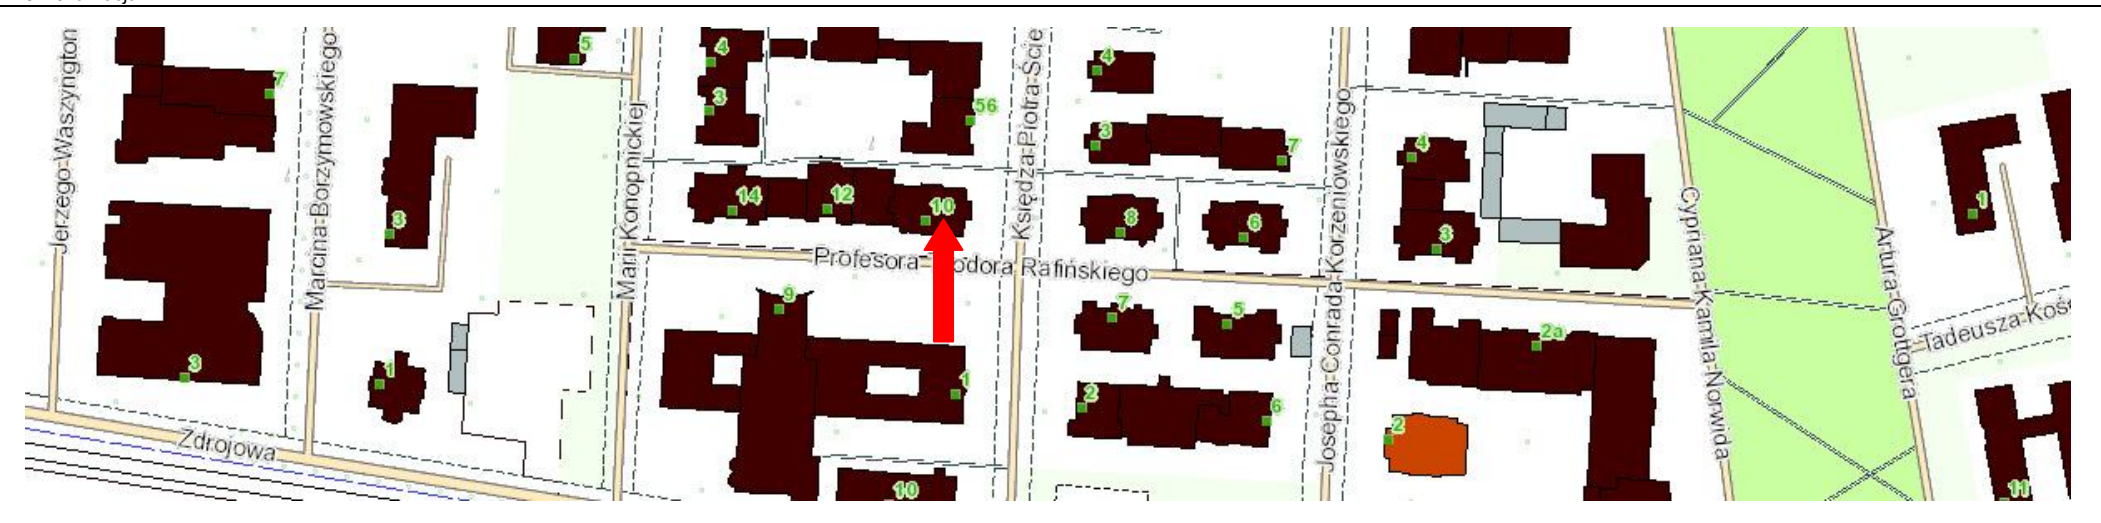 Jerzego Waszyngton
Marcina Borzymowskiego
Marii Konopnickiej
Księdza Piotra Ście
Josepha Conrada Korzeniowskiego
Cypriana Kamila Norwida
Artura Grottgera
Tadeusza Koś
Profesora odora Rafińskiego
Zdrojowa
7
5
4
3
56
4
3
7
4
3
14
12
10
8
6
3
1
9
7
5
2a
3
1
1
2
6
2
10
11